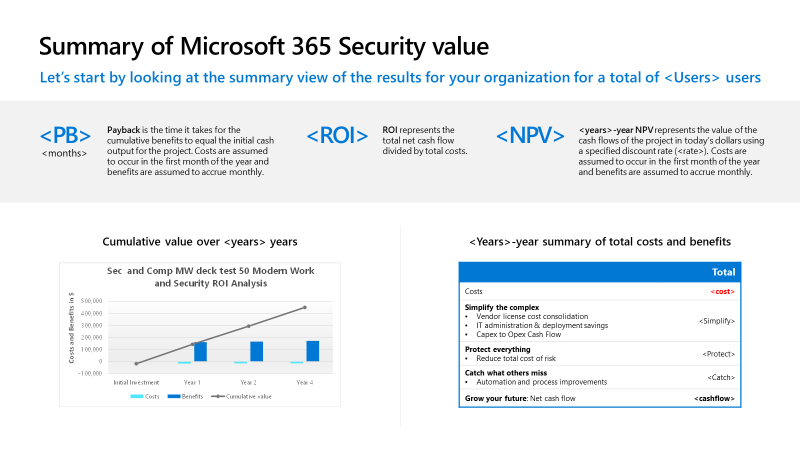 Summary of Microsoft 365 Security value
Let's start by looking at the summary view of the results for your organization for a total of <Users> users
<PB>
<months>
Payback is the time it takes for the
cumulative benefits to equal the initial cash
output for the project. Costs are assumed
to occur in the first month of the year and
benefits are assumed to accrue monthly.
<ROI>
ROI represents the
total net cash flow
divided by total costs.
<NPV>
<years>-year NPV represents the value of the
cash flows of the project in today's dollars using
a specified discount rate (<rate>). Costs are
assumed to occur in the first month of the year
and benefits are assumed to accrue monthly.
Cumulative value over <years> years
Sec and Comp MW deck test 50 Modern Work
and Security ROI Analysis
Costs and Benefits in $
500,000
400,000
300,000
200,000
100,000
0
-100,000
Initial Investment Year 1 Year 2 Year 4
Costs Benefits Cumulative value
<Years>-year summary of total costs and benefits
Total
Costs <cost>
Simplify the complex
• Vendor license cost consolidation
• IT administration & deployment savings
• Capex to Opex Cash Flow
<Simplify>
Protect everything
• Reduce total cost of risk
<Protect>
Catch what others miss
• Automation and process improvements
<Catch>
Grow your future: Net cash flow <cashflow>